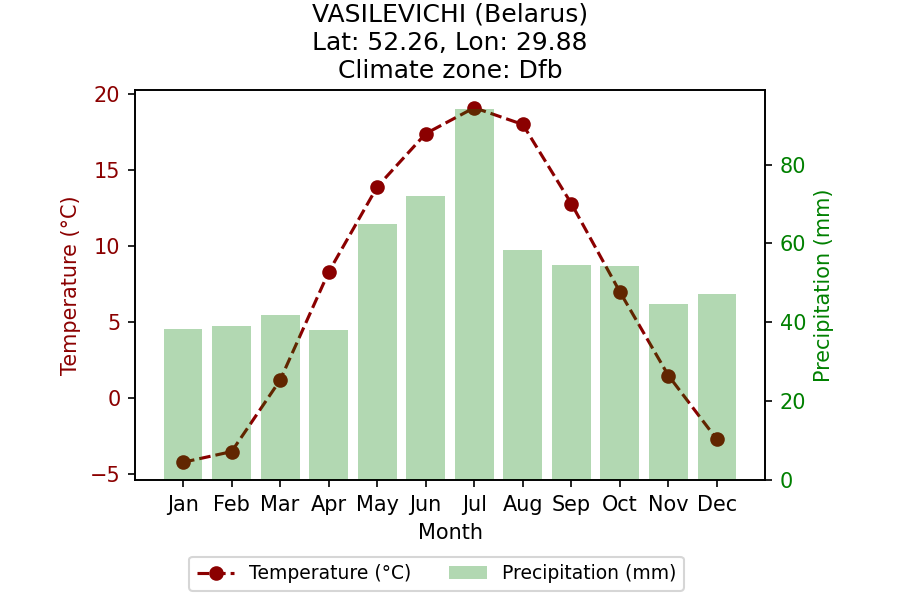 VASILEVICHI (Belarus)
Lat: 52.26, Lon: 29.88
Climate zone: Dfb
Temperature (°C)
20
15
10
5
0
−5
80
60
40
20
0
Precipitation (mm)
Jan Feb Mar Apr May Jun Jul Aug Sep Oct Nov Dec
Month
Temperature (°C) Precipitation (mm)